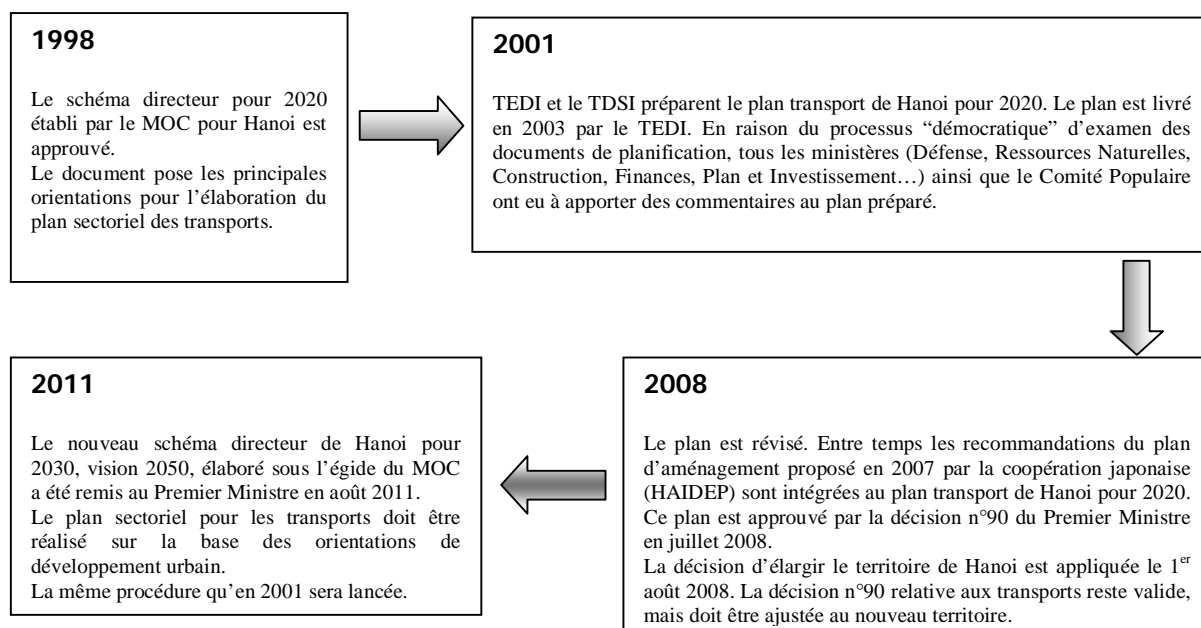 1998
Le schéma directeur pour 2020
établi par le MOC pour Hanoi est
approuvé.
Le document pose les principales
orientations pour l’élaboration du
plan sectoriel des transports.
2001
TEDI et le TDSI préparent le plan transport de Hanoi pour 2020. Le plan est livré
en 2003 par le TEDI. En raison du processus “démocratique” d’examen des
documents de planification, tous les ministères (Défense, Ressources Naturelles,
Construction, Finances, Plan et Investissement…) ainsi que le Comité Populaire
ont eu à apporter des commentaires au plan préparé.
2008
Le plan est révisé. Entre temps les recommandations du plan
d’aménagement proposé en 2007 par la coopération japonaise
(HAIDEP) sont intégrées au plan transport de Hanoi pour 2020.
Ce plan est approuvé par la décision n°90 du Premier Ministre
en juillet 2008.
La décision d’élargir le territoire de Hanoi est appliquée le 1er
août 2008. La décision n°90 relative aux transports reste valide,
mais doit être ajustée au nouveau territoire.
2011
Le nouveau schéma directeur de Hanoi pour
2030, vision 2050, élaboré sous l’égide du MOC
a été remis au Premier Ministre en août 2011.
Le plan sectoriel pour les transports doit être
réalisé sur la base des orientations de
développement urbain.
La même procédure qu’en 2001 sera lancée.